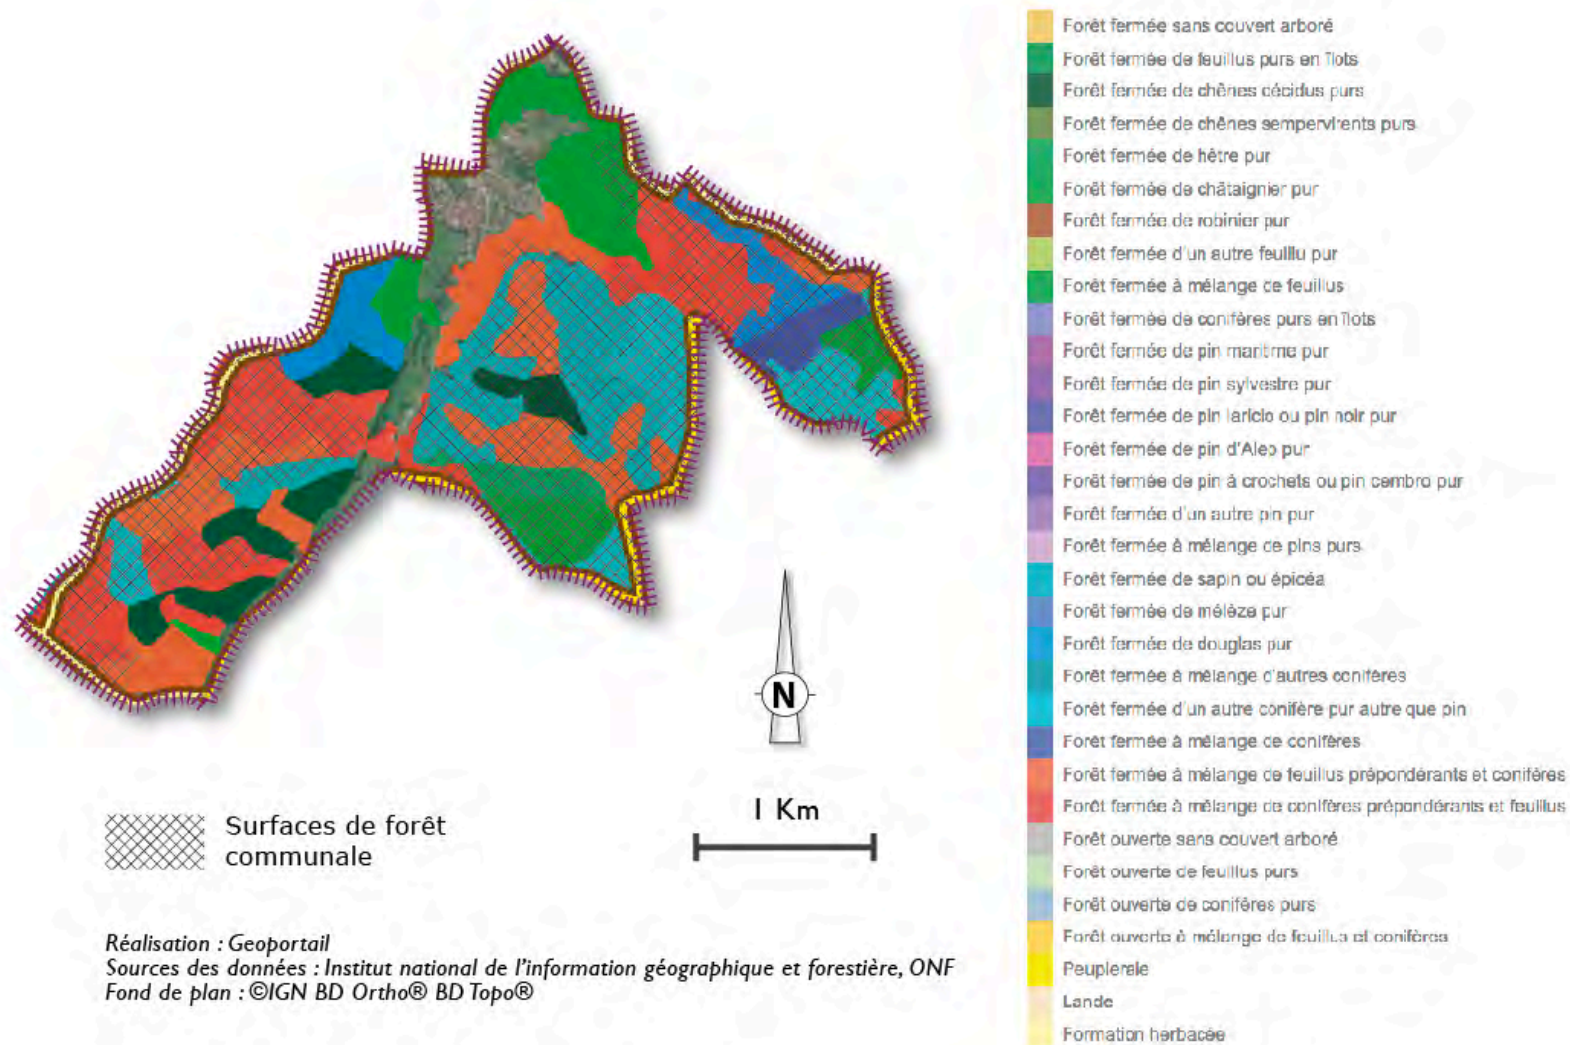 Forêt fermée sans couvert arboré
Forêt fermée de feuillus purs en îlots
Forêt fermée de chênes décidus purs
Forêt fermée de chênes sempervirents purs
Forêt fermée de hêtre pur
Forêt fermée de châtaignier pur
Forêt fermée de robinier pur
Forêt fermée d'un autre feuillu pur
Forêt fermée à mélange de feuillus
Forêt fermée de conifères purs en îlots
Forêt fermée de pin maritime pur
Forêt fermée de pin sylvestre pur
Forêt fermée de pin laricio ou pin noir pur
Forêt fermée de pin d'Alep pur
Forêt fermée de pin à crochets ou pin cembro pur
Forêt fermée d'un autre pin pur
Forêt fermée à mélange de pins purs
Forêt fermée de sapin ou épicéa
Forêt fermée de mélèze pur
Forêt fermée de douglas pur
Forêt fermée à mélange d'autres conifères
Forêt fermée d'un autre conifère pur autre que pin
Forêt fermée à mélange de conifères
Forêt fermée à mélange de feuillus prépondérants et conifères
Forêt fermée à mélange de conifères prépondérants et feuillus
Forêt ouverte sans couvert arboré
Forêt ouverte de feuillus purs
Forêt ouverte de conifères purs
Forêt ouverte à mélange de feuillus et conifères
Peupleraie
Lande
Formation herbacée
N
1 Km
Surfaces de forêt
communale
Réalisation : Geoportail
Sources des données : Institut national de l'information géographique et forestière, ONF
Fond de plan : ©IGN BD Ortho® BD Topo®